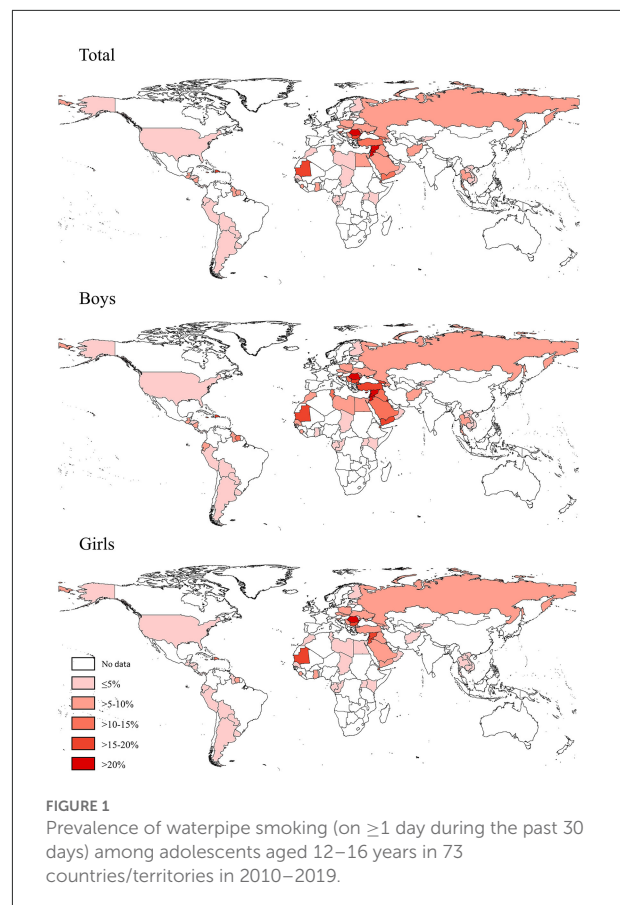 Total
Boys
Girls
No data
≤5%
>5-10%
>10-15%
>15-20%
>20%
FIGURE 1
Prevalence of waterpipe smoking (on ≥1 day during the past 30
days) among adolescents aged 12–16 years in 73
countries/territories in 2010–2019.